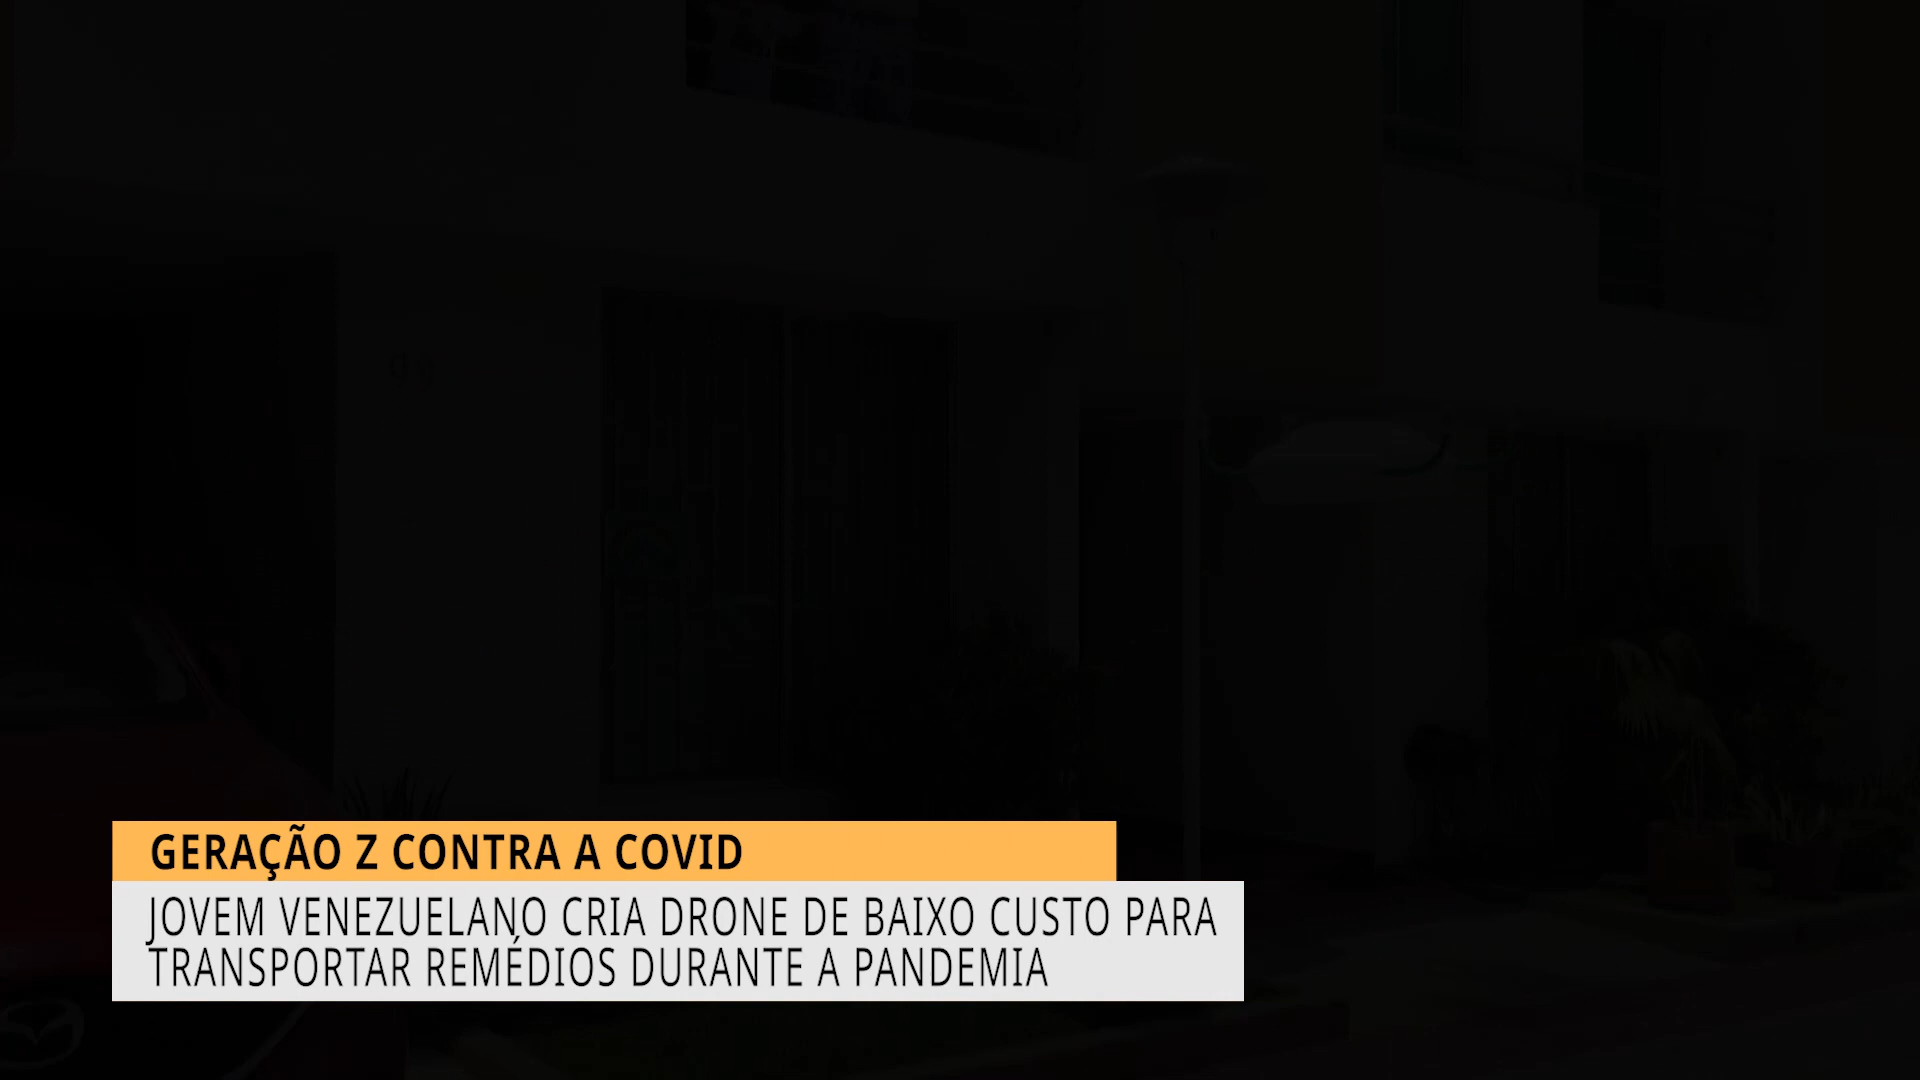 GERAÇÃO Z CONTRA A COVID
JOVEM VENEZUELANO CRIA DRONE DE BAIXO CUSTO PARA
TRANSPORTAR REMÉDIOS DURANTE A PANDEMIA